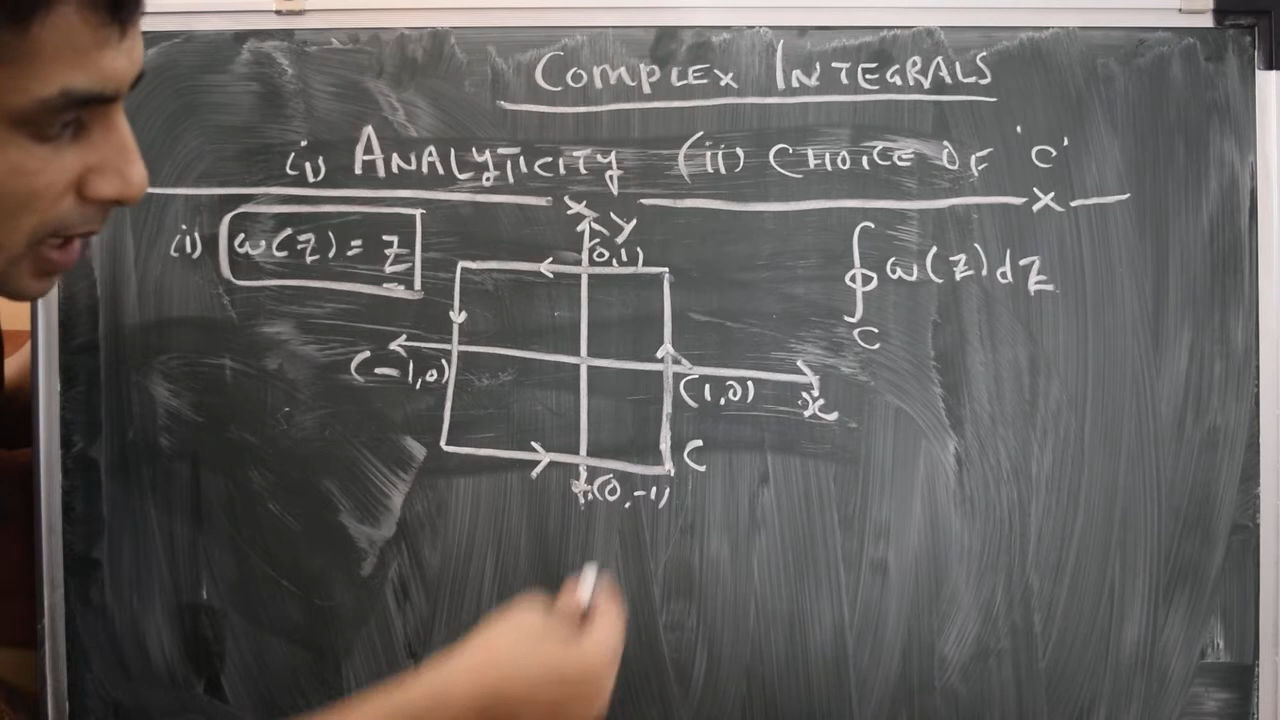 COMPLEX INTEGRALS
(i) ANALYTICITY (ii) CHOICE OF 'C'
(i) ω(z) = z
Y
(0,1)
∮ ω(z)dz
C
(-1,0)
(1,0)
x
C
(0,-1)